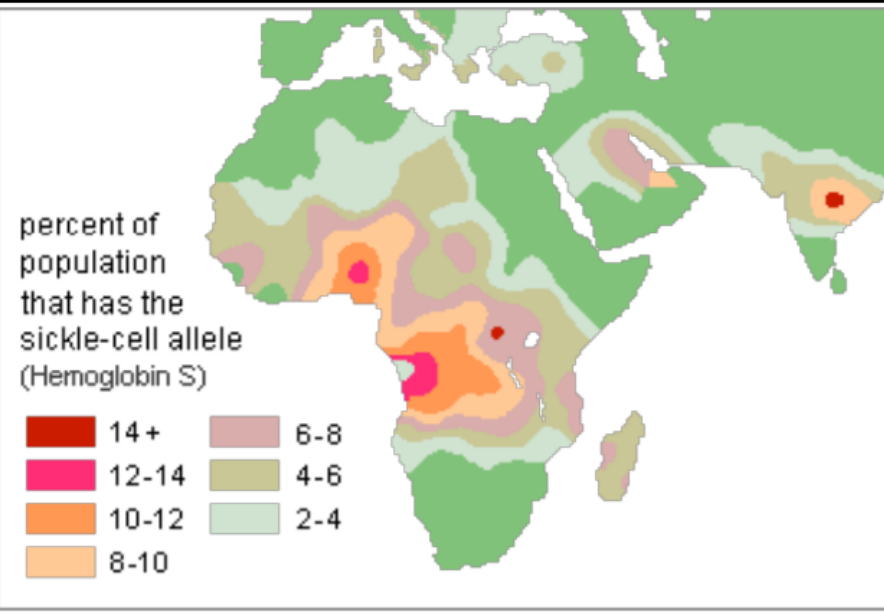 percent of
population
that has the
sickle-cell allele
(Hemoglobin S)
14+
12-14
10-12
8-10
6-8
4-6
2-4